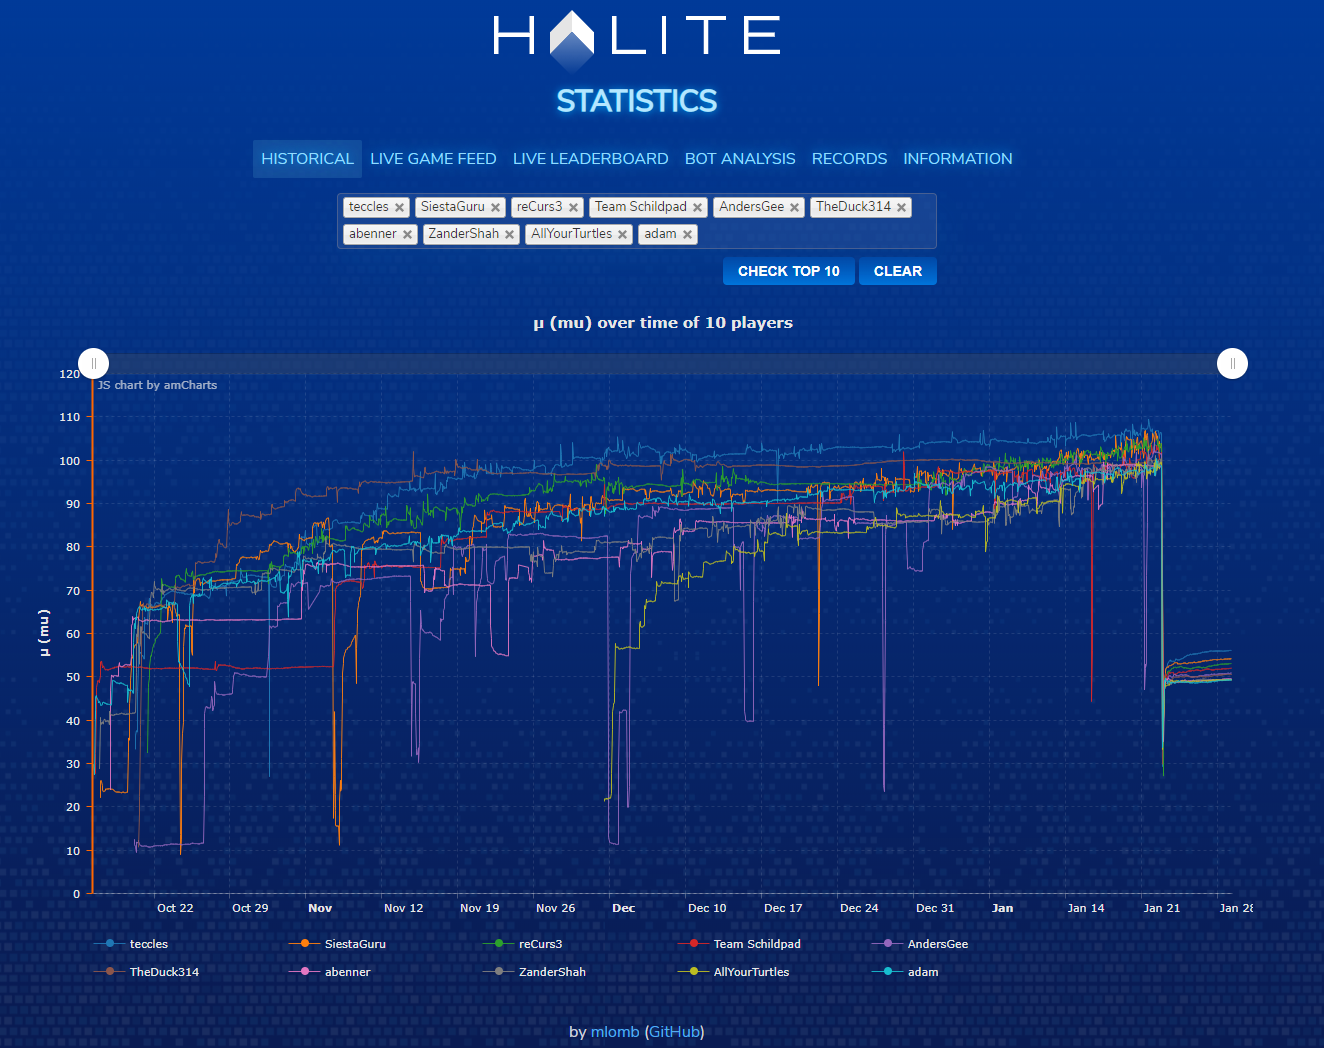 HALITE
STATISTICS
HISTORICAL LIVE GAME FEED LIVE LEADERBOARD BOT ANALYSIS RECORDS INFORMATION
teccles × SiestaGuru × reCurs3 × Team Schildpad × AndersGee × TheDuck314 ×
abenner × ZanderShah × AllYourTurtles × adam ×
CHECK TOP 10 CLEAR
µ (mu) over time of 10 players
JS chart by amCharts
120
110
100
90
80
70
60
50
40
30
20
10
0
µ (mu)
Oct 22 Oct 29 Nov Nov 12 Nov 19 Nov 26 Dec Dec 10 Dec 17 Dec 24 Dec 31 Jan Jan 14 Jan 21 Jan 28
teccles SiestaGuru reCurs3 Team Schildpad AndersGee
TheDuck314 abenner ZanderShah AllYourTurtles adam
by mlomb (GitHub)